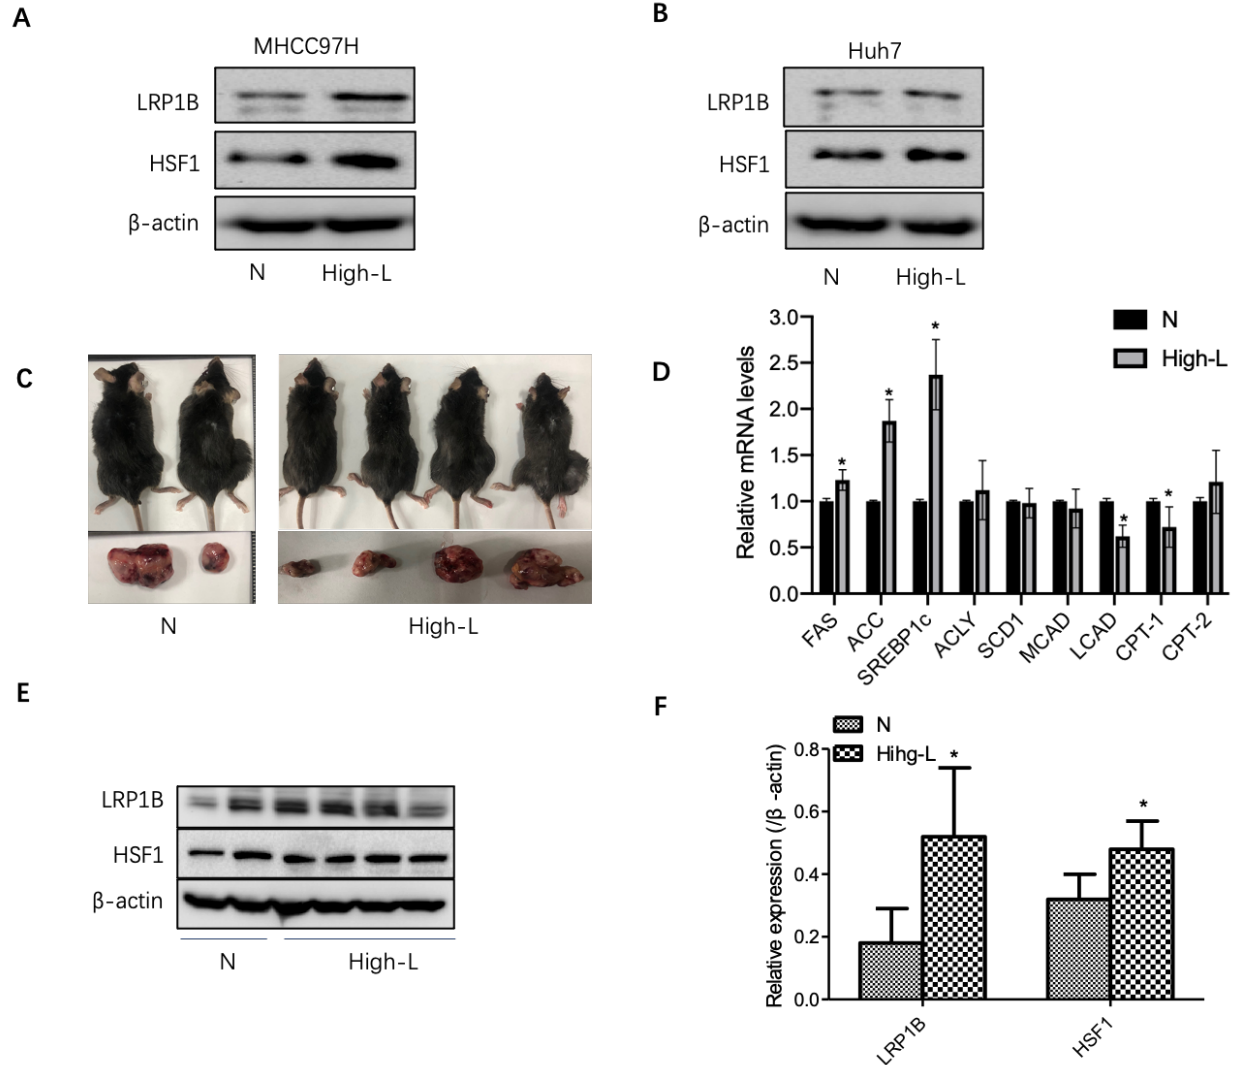 A
MHCC97H
LRP1B
HSF1
β-actin
N High-L
B
Huh7
LRP1B
HSF1
β-actin
N High-L
C
N High-L
D
Relative mRNA levels
3.0
2.5
2.0
1.5
1.0
0.5
0.0
N
High-L
* * * * *
FAS ACC SREBP1c ACLY SCD1 MCAD LCAD CPT-1 CPT-2
E
LRP1B
HSF1
β-actin
N High-L
F
Relative expression (/β -actin)
0.8
0.6
0.4
0.2
0.0
N
Hihg-L
* *
LRP1B HSF1